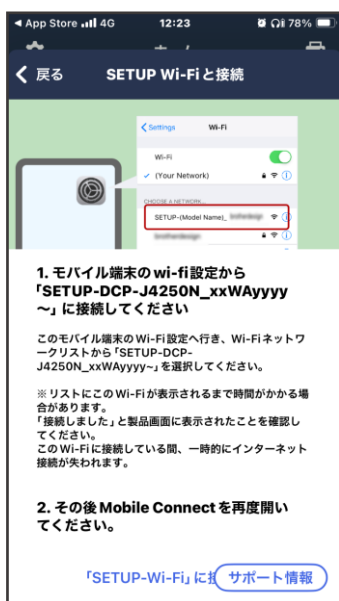 App Store 4G 12:23 78%
戻る SETUP Wi-Fiと接続
Settings Wi-Fi
Wi-Fi
(Your Network)
CHOOSE A NETWORK...
SETUP-(Model Name)_
1. モバイル端末のwi-fi設定から
「SETUP-DCP-J4250N_xxWAyyyy
～」に接続してください
このモバイル端末のWi-Fi設定へ行き、Wi-Fiネットワ
ークリストから「SETUP-DCP-
J4250N_xxWAyyyy~」を選択してください。
※リストにこのWi-Fiが表示されるまで時間がかかる場
合があります。
「接続しました」と製品画面に表示されたことを確認し
てください。
このWi-Fiに接続している間、一時的にインターネット
接続が失われます。
2. その後Mobile Connectを再度開い
てください。
「SETUP-Wi-Fi」に サポート情報